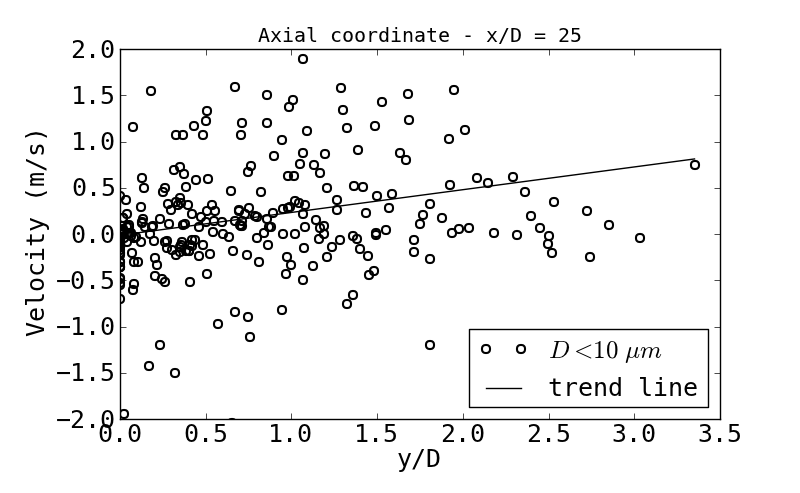 Axial coordinate - x/D = 25
2.0
1.5
1.0
0.5
0.0
−0.5
−1.0
−1.5
−2.0
Velocity (m/s)
D <10 μm
trend line
0.0 0.5 1.0 1.5 2.0 2.5 3.0 3.5
y/D